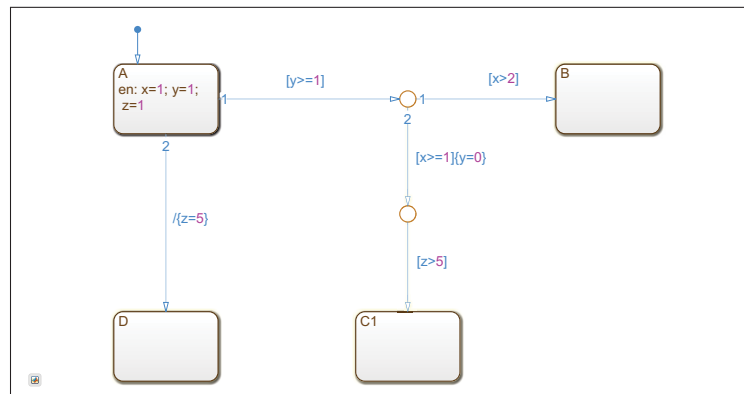 A
en: x=1; y=1;
z=1
1
[y>=1]
1
[x>2]
B
2
2
[x>=1]{y=0}
/{z=5}
[z>5]
D
C1